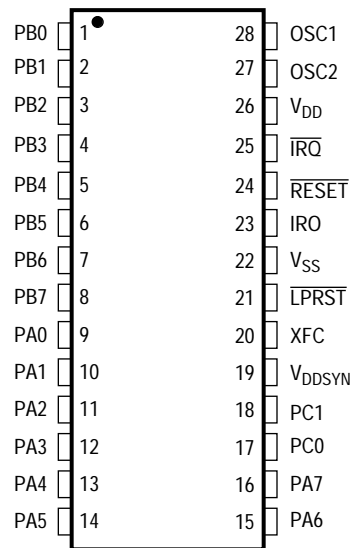 PB0 1 28 OSC1
PB1 2 27 OSC2
PB2 3 26 VDD
PB3 4 25 IRQ
PB4 5 24 RESET
PB5 6 23 IRO
PB6 7 22 VSS
PB7 8 21 LPRST
PA0 9 20 XFC
PA1 10 19 VDDSYN
PA2 11 18 PC1
PA3 12 17 PC0
PA4 13 16 PA7
PA5 14 15 PA6